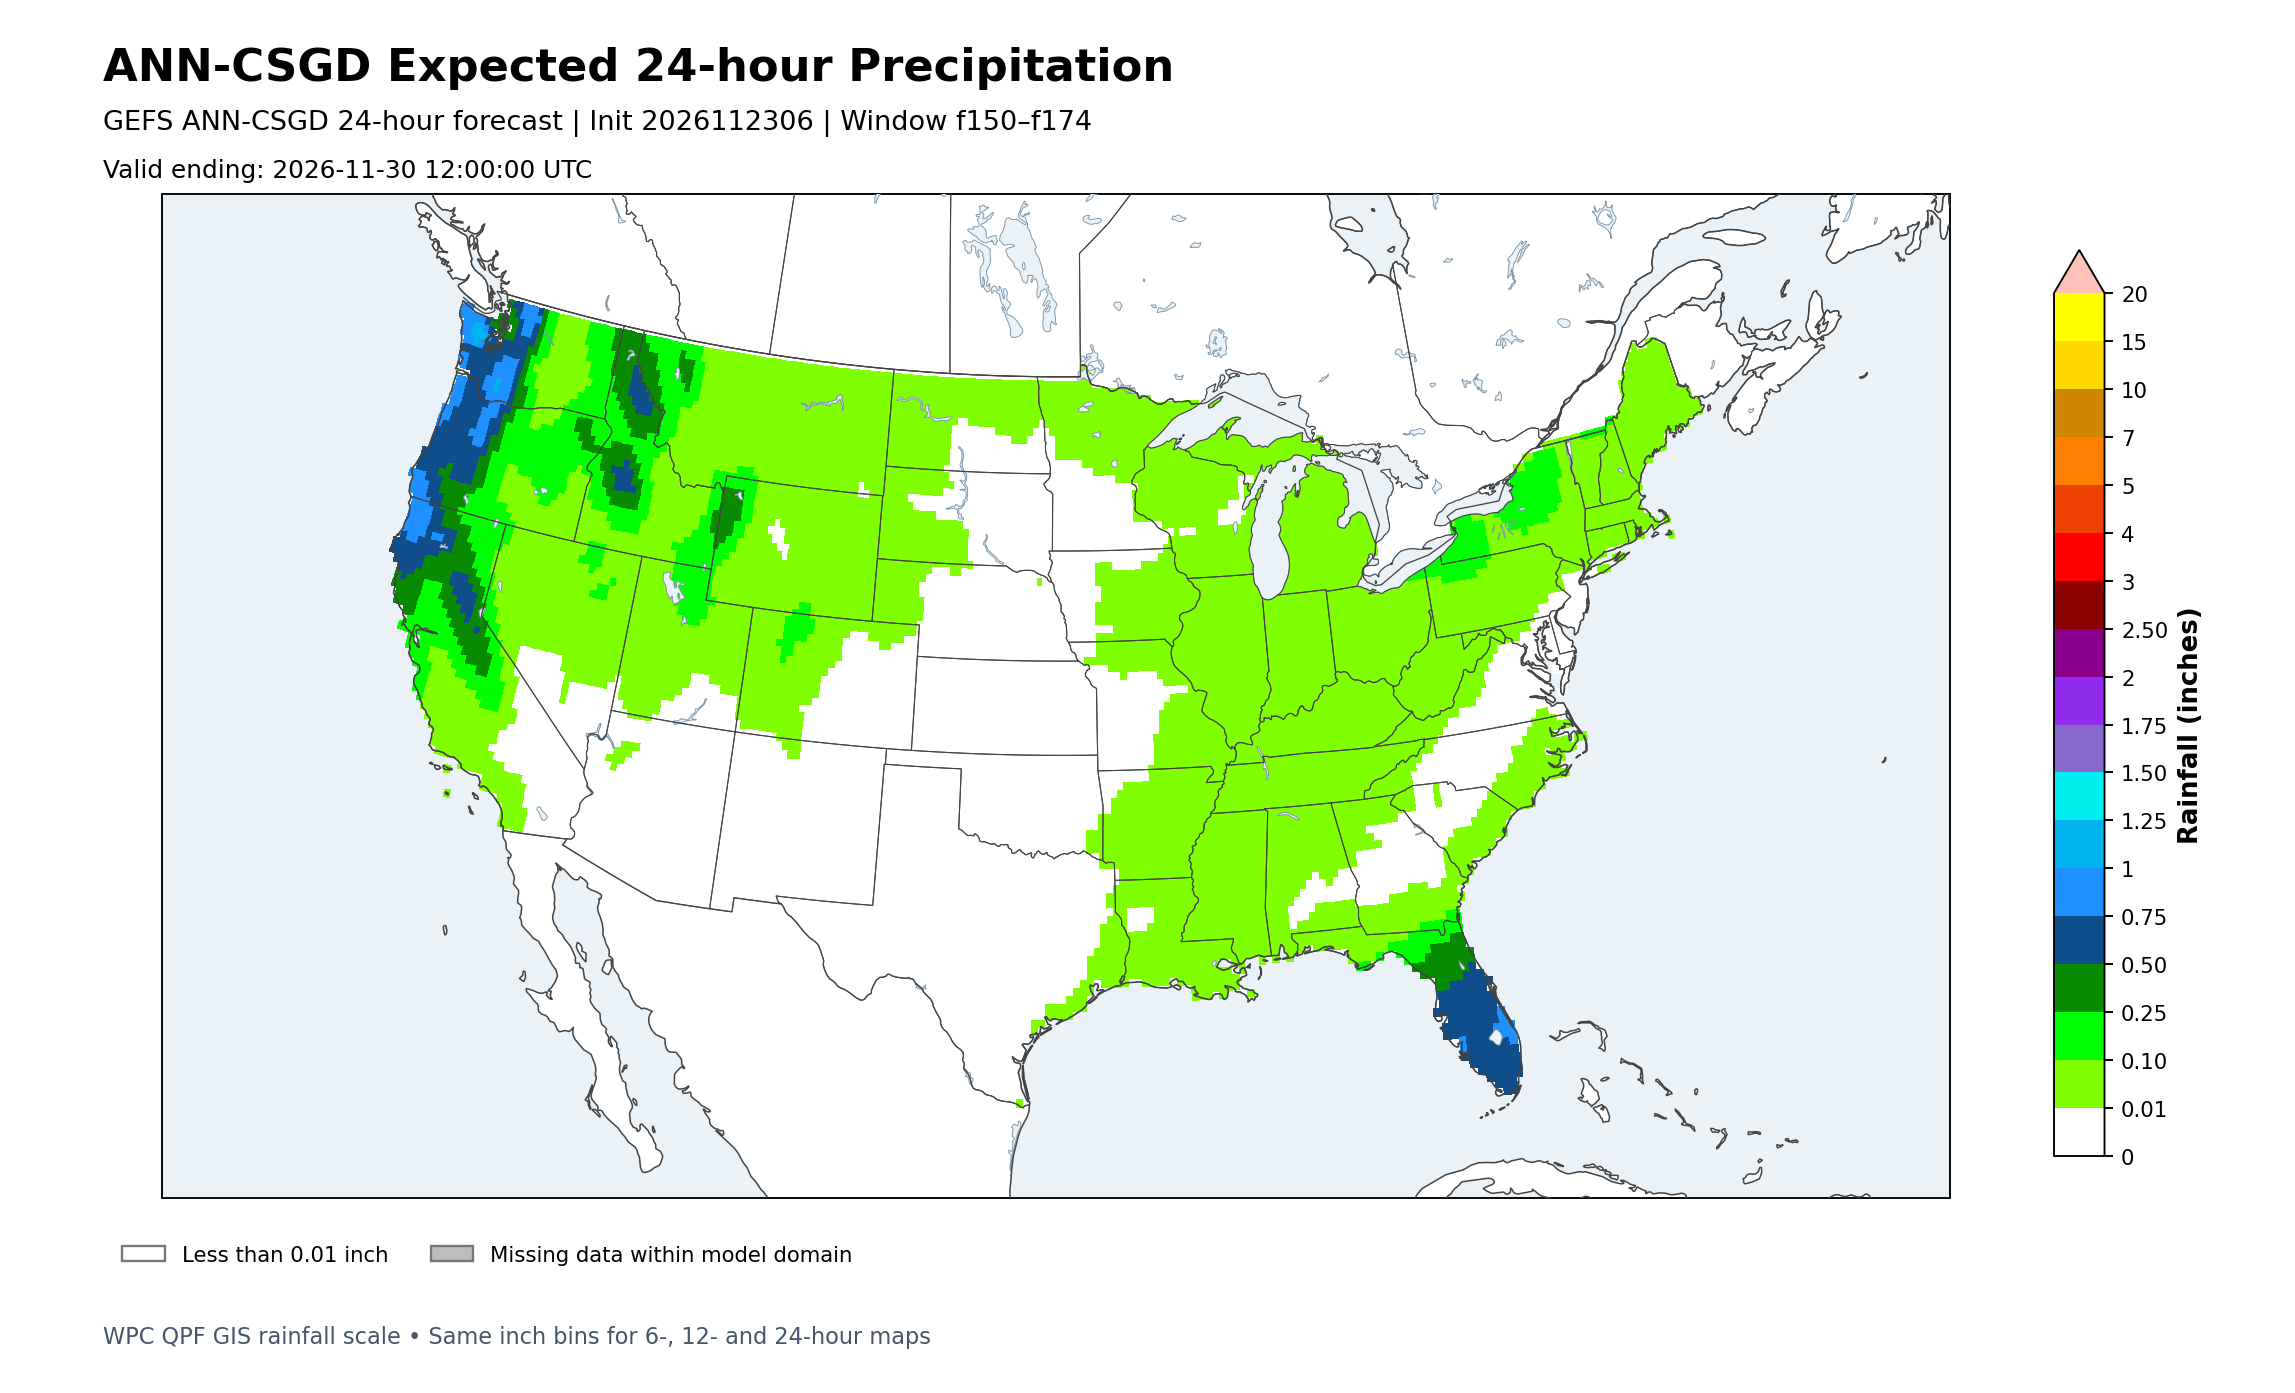 ANN-CSGD Expected 24-hour Precipitation
GEFS ANN-CSGD 24-hour forecast | Init 2026112306 | Window f150–f174
Valid ending: 2026-11-30 12:00:00 UTC
20
15
10
7
5
4
3
2.50
2
1.75
1.50
1.25
1
0.75
0.50
0.25
0.10
0.01
0
Rainfall (inches)
Less than 0.01 inch
Missing data within model domain
WPC QPF GIS rainfall scale • Same inch bins for 6-, 12- and 24-hour maps